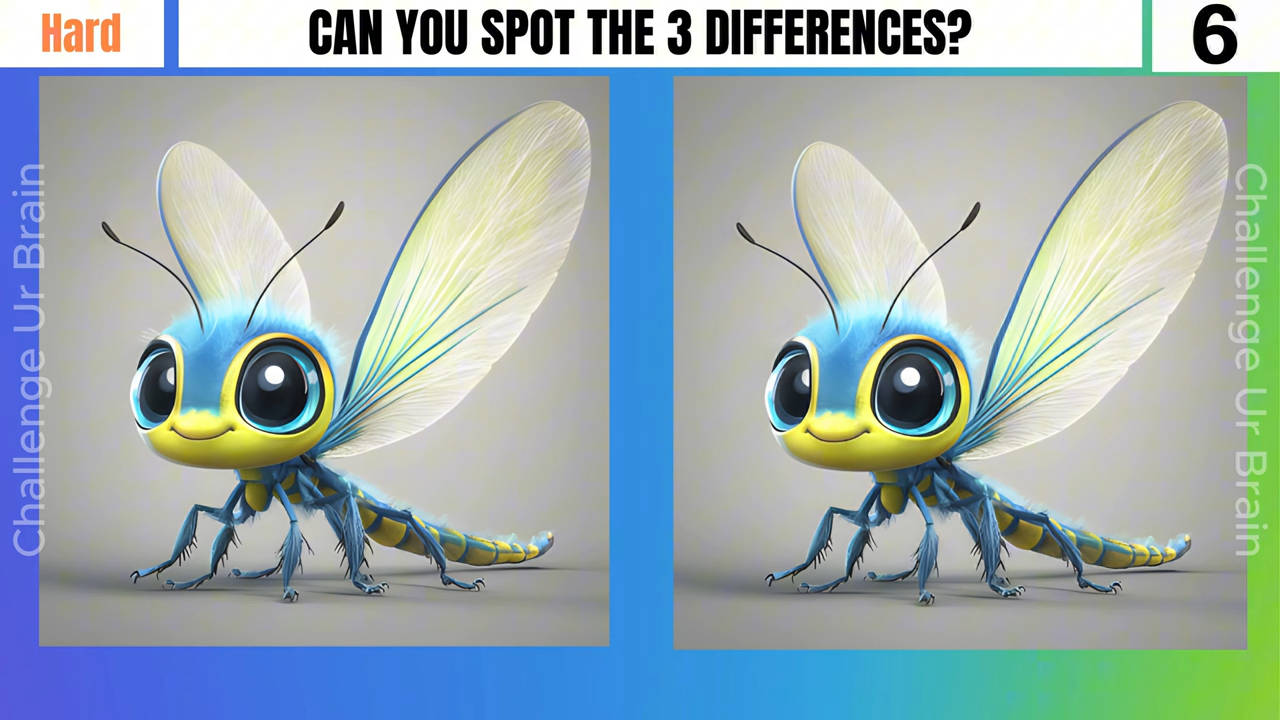 Hard
CAN YOU SPOT THE 3 DIFFERENCES?
6
Challenge Ur Brain
Challenge Ur Brain